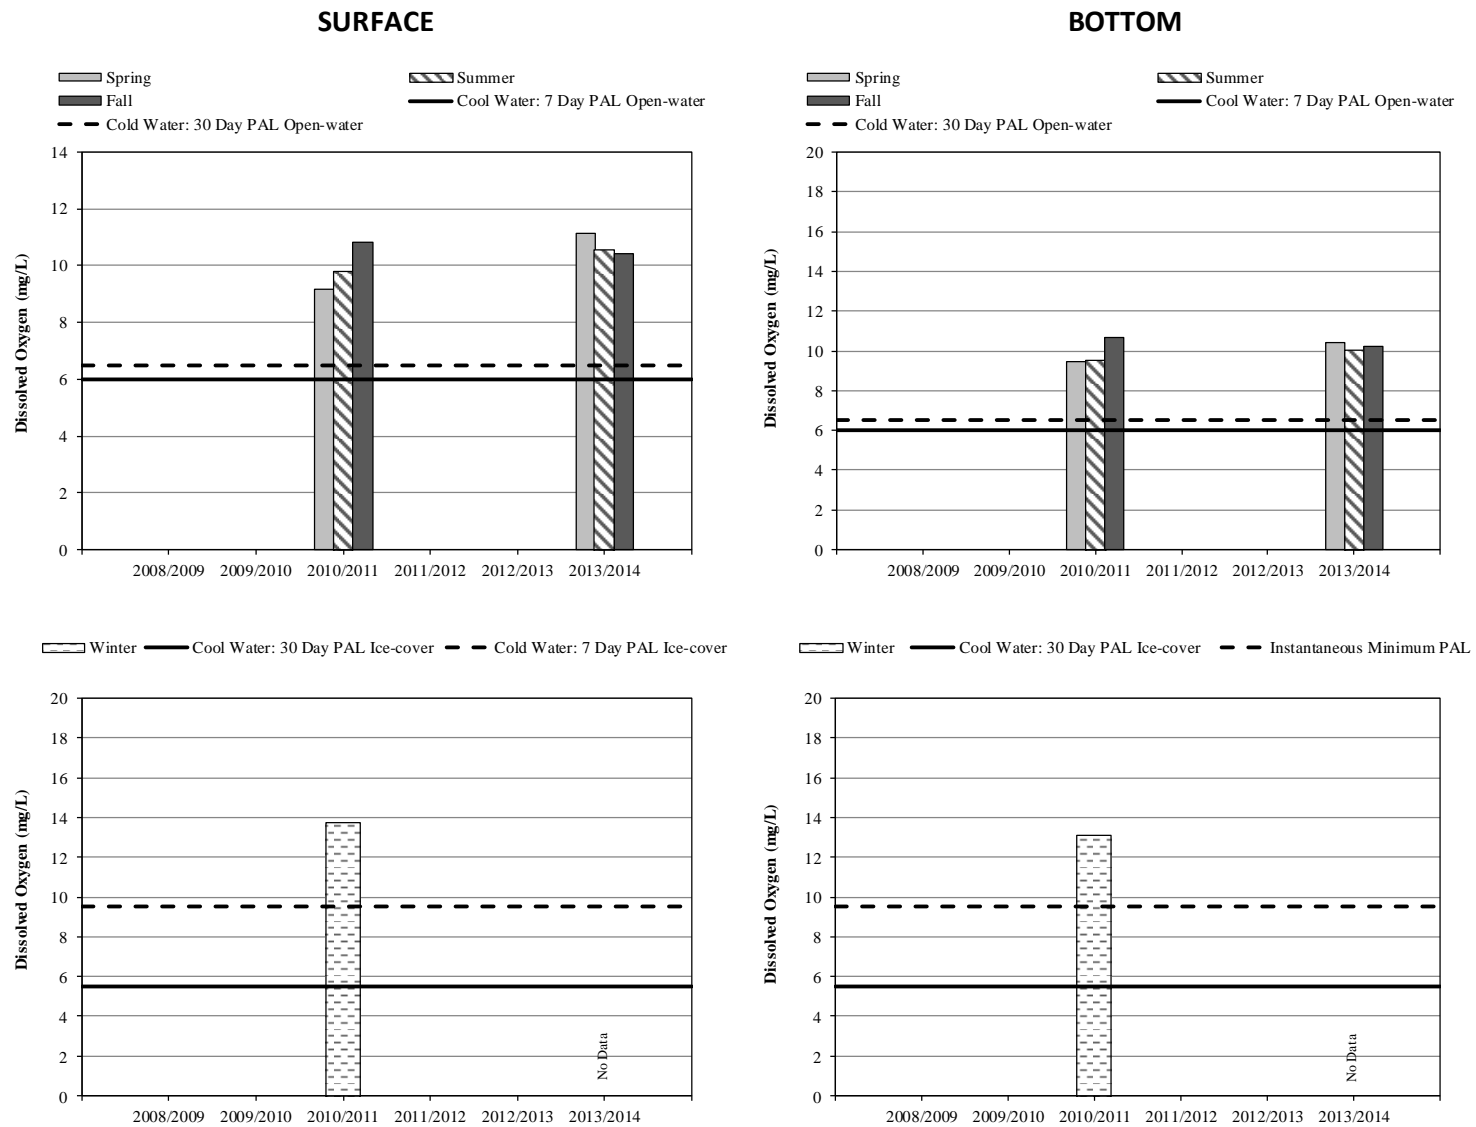 SURFACE
BOTTOM
Spring
Summer
Fall
Cool Water: 7 Day PAL Open-water
Cold Water: 30 Day PAL Open-water
Dissolved Oxygen (mg/L)
14
12
10
8
6
4
2
0
2008/2009 2009/2010 2010/2011 2011/2012 2012/2013 2013/2014
Spring
Summer
Fall
Cool Water: 7 Day PAL Open-water
Cold Water: 30 Day PAL Open-water
Dissolved Oxygen (mg/L)
20
18
16
14
12
10
8
6
4
2
0
2008/2009 2009/2010 2010/2011 2011/2012 2012/2013 2013/2014
Winter Cool Water: 30 Day PAL Ice-cover Cold Water: 7 Day PAL Ice-cover
Dissolved Oxygen (mg/L)
20
18
16
14
12
10
8
6
4
2
0
No Data
2008/2009 2009/2010 2010/2011 2011/2012 2012/2013 2013/2014
Winter Cool Water: 30 Day PAL Ice-cover Instantaneous Minimum PAL
Dissolved Oxygen (mg/L)
20
18
16
14
12
10
8
6
4
2
0
No Data
2008/2009 2009/2010 2010/2011 2011/2012 2012/2013 2013/2014